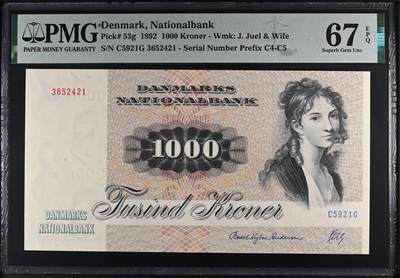 PMG
PAPER MONEY GUARANTY
Denmark, Nationalbank
Pick# 53g 1992 1000 Kroner - Wmk: J. Juel & Wife
S/N C5921G 3652421 - Serial Number Prefix C4-C5
67 EPQ
Superb Gem Unc
DANMARKS
NATIONALBANK
3652421
1000
Tusind Kroner
DANMARKS
NATIONALBANK
C5921G